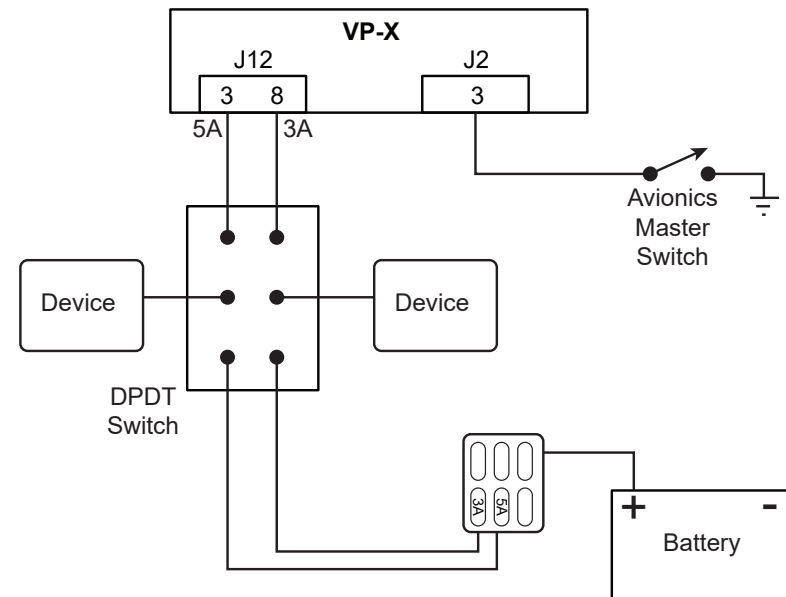 VP-X
J12
J2
3 8
3
5A 3A
Avionics
Master
Switch
Device
Device
DPDT
Switch
3A
5A
+ -
Battery